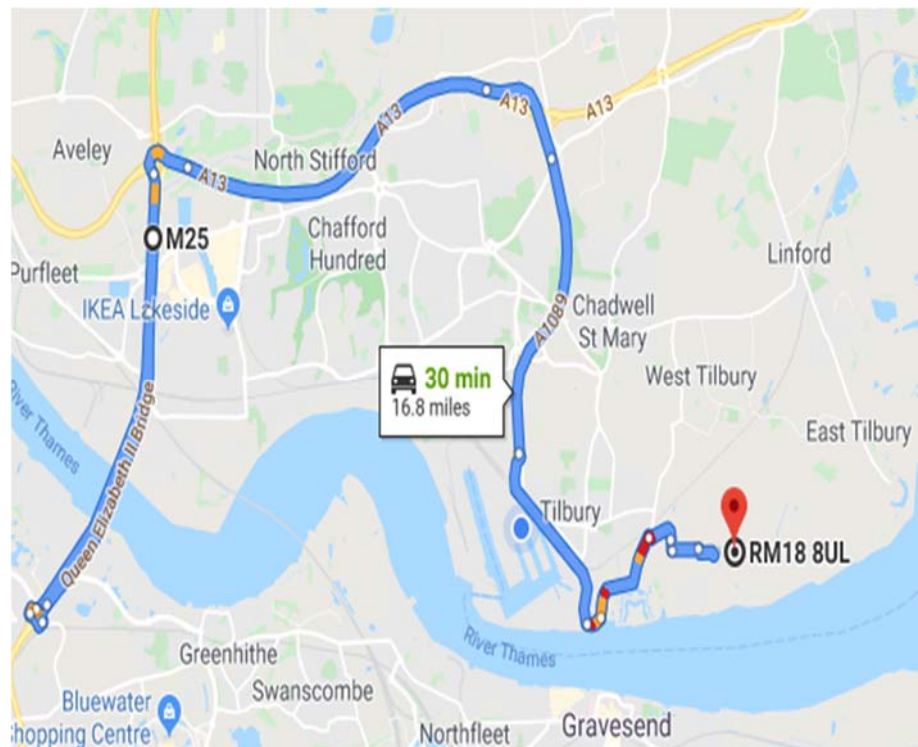 A13
A13
A13
Aveley
North Stifford
A13
M25
Chafford
Hundred
Linford
Purfleet
IKEA Lakeside
Chadwell
St Mary
A1089
River Thames
30 min
16.8 miles
West Tilbury
Queen Elizabeth II Bridge
East Tilbury
Tilbury
RM18 8UL
River Thames
Greenhithe
Swanscombe
Bluewater
Shopping Centre
Northfleet
Gravesend